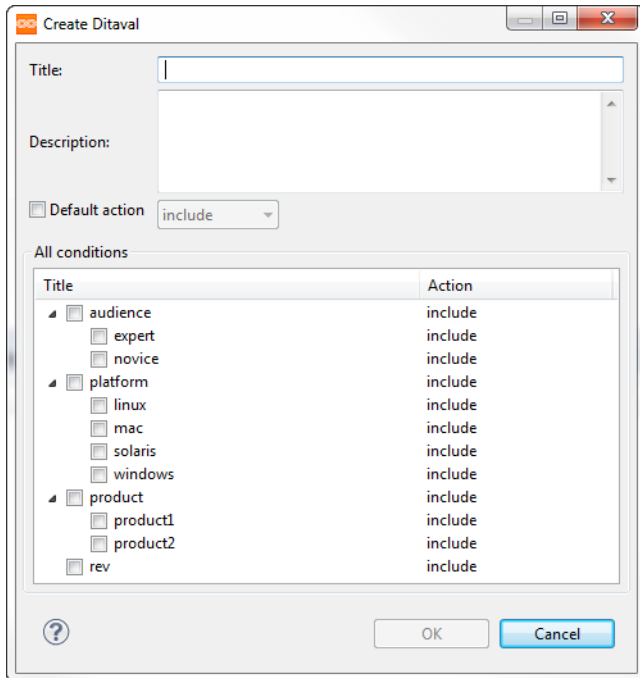 Create Ditaval
Title:
Description:
Default action include
All conditions
Title Action
audience include
expert include
novice include
platform include
linux include
mac include
solaris include
windows include
product include
product1 include
product2 include
rev include
? OK Cancel